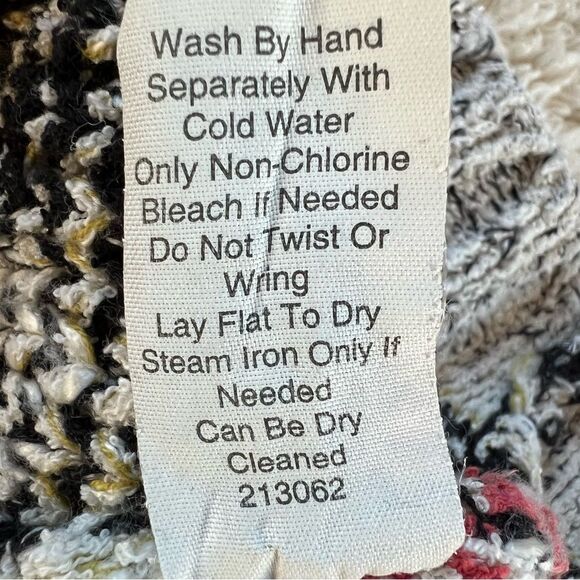 Wash By Hand
Separately With
Cold Water
Only Non-Chlorine
Bleach If Needed
Do Not Twist Or
Wring
Lay Flat To Dry
Steam Iron Only If
Needed
Can Be Dry
Cleaned
213062